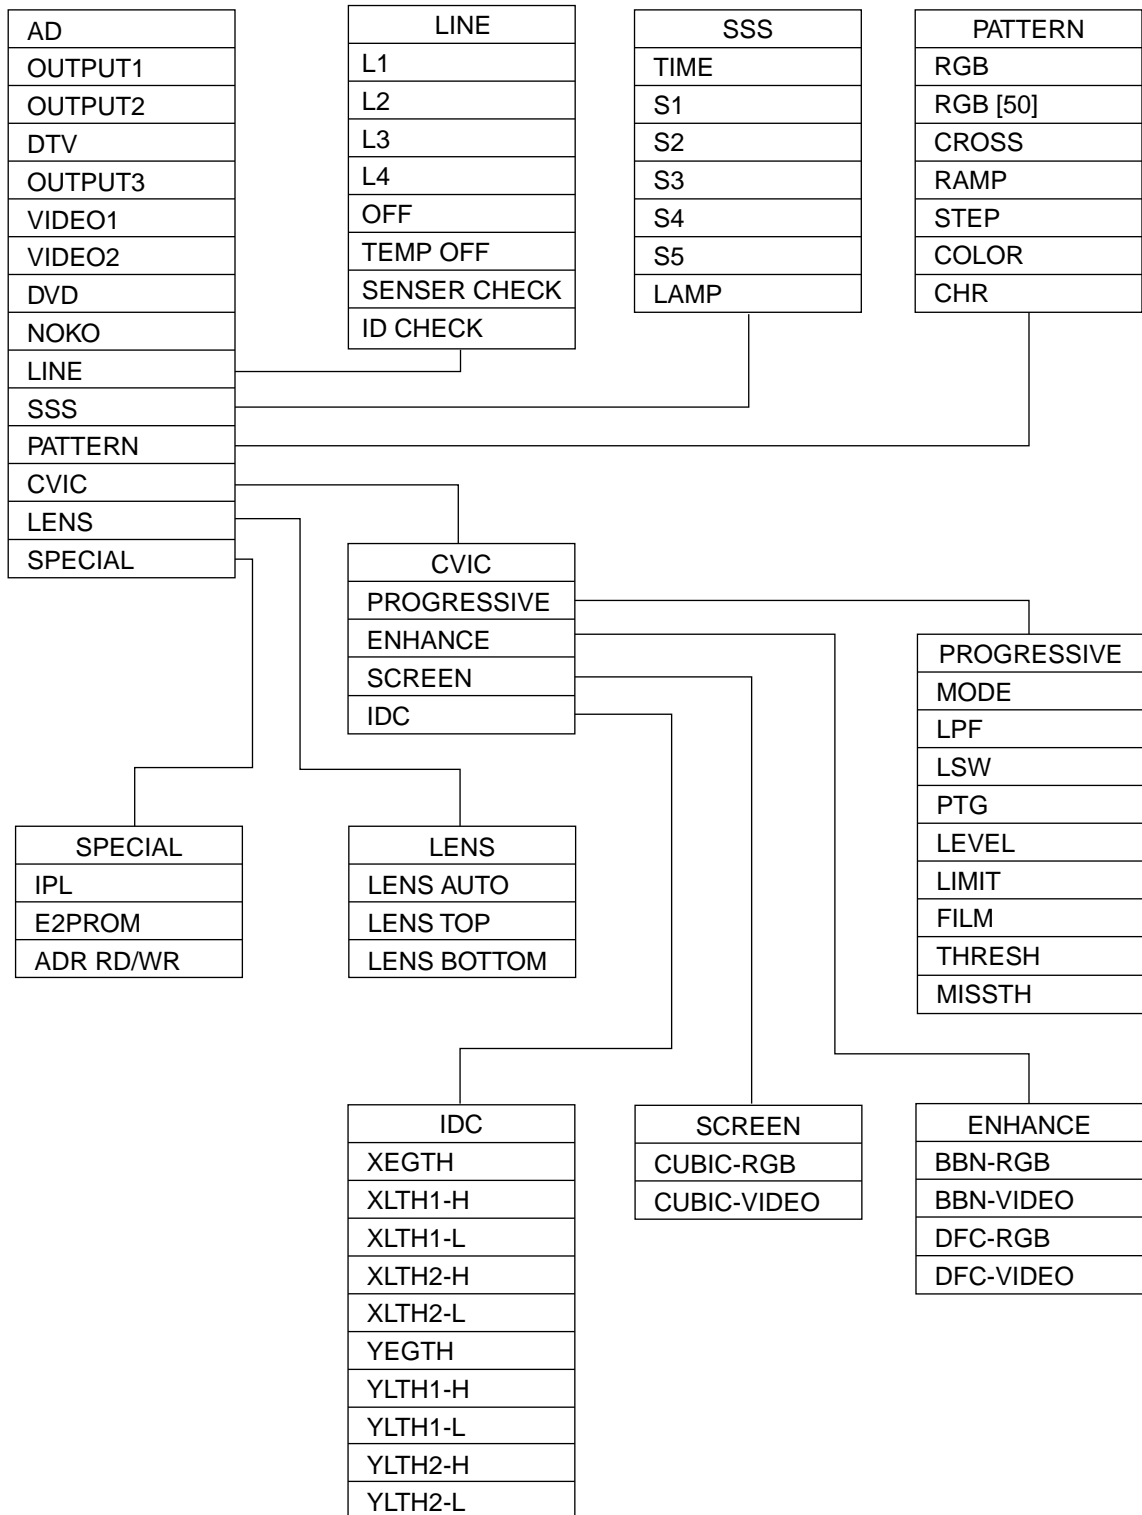 AD
OUTPUT1
OUTPUT2
DTV
OUTPUT3
VIDEO1
VIDEO2
DVD
NOKO
LINE
SSS
PATTERN
CVIC
LENS
SPECIAL
LINE
L1
L2
L3
L4
OFF
TEMP OFF
SENSER CHECK
ID CHECK
SSS
TIME
S1
S2
S3
S4
S5
LAMP
PATTERN
RGB
RGB [50]
CROSS
RAMP
STEP
COLOR
CHR
CVIC
PROGRESSIVE
ENHANCE
SCREEN
IDC
PROGRESSIVE
MODE
LPF
LSW
PTG
LEVEL
LIMIT
FILM
THRESH
MISSTH
SPECIAL
IPL
E2PROM
ADR RD/WR
LENS
LENS AUTO
LENS TOP
LENS BOTTOM
IDC
XEGTH
XLTH1-H
XLTH1-L
XLTH2-H
XLTH2-L
YEGTH
YLTH1-H
YLTH1-L
YLTH2-H
YLTH2-L
SCREEN
CUBIC-RGB
CUBIC-VIDEO
ENHANCE
BBN-RGB
BBN-VIDEO
DFC-RGB
DFC-VIDEO